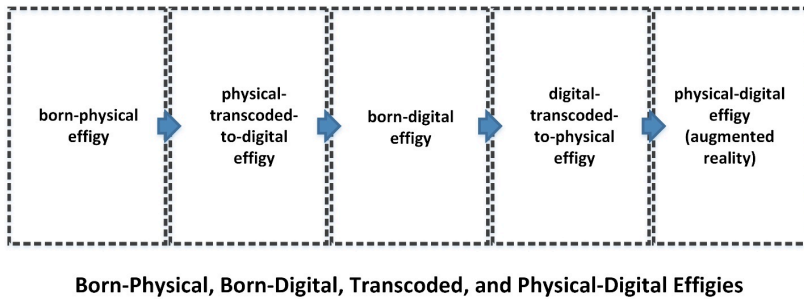 born-physical
effigy
physical-
transcoded-
to-digital
effigy
born-digital
effigy
digital-
transcoded-
to-physical
effigy
physical-digital
effigy
(augmented
reality)
Born-Physical, Born-Digital, Transcoded, and Physical-Digital Effigies